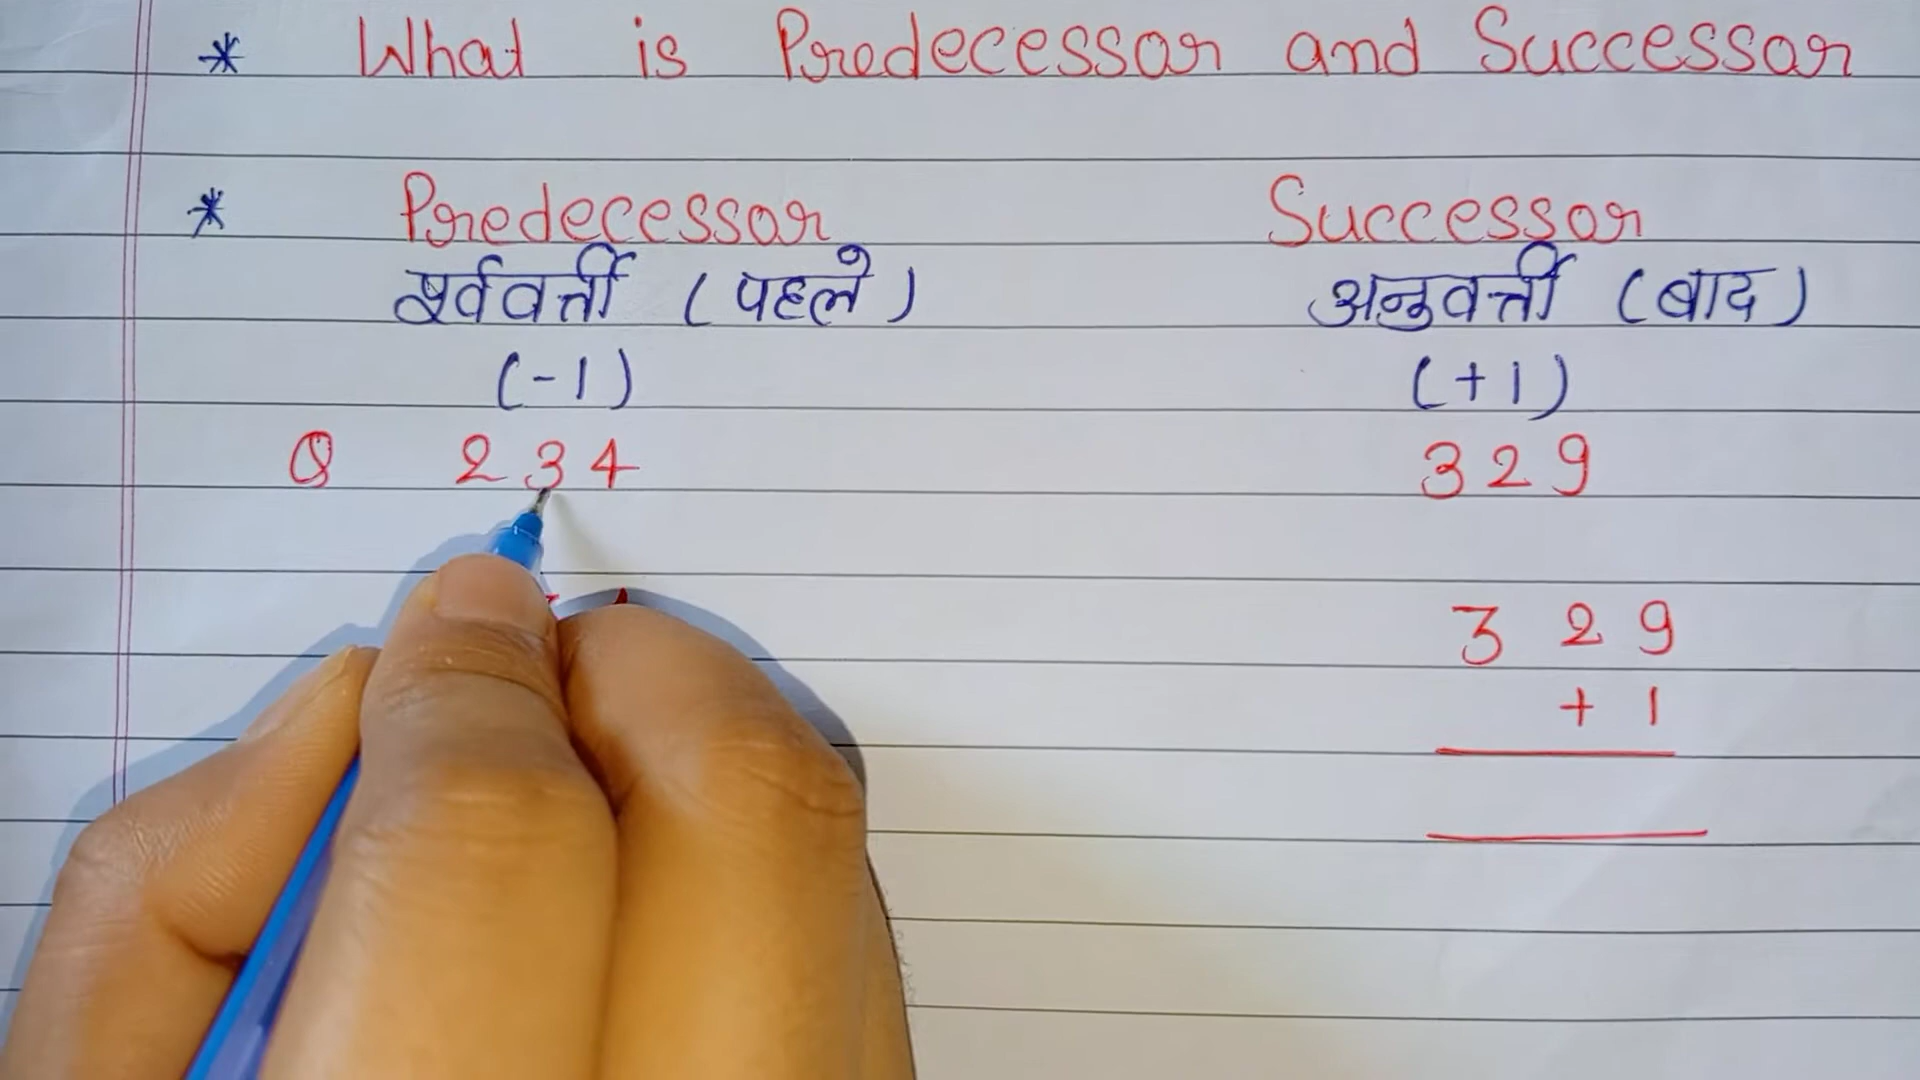 * What is Predecessor and Successor
* Predecessor Successor
पूर्ववर्त्ती (पहले) अनुवर्त्ती (बाद)
(-1) (+1)
Q 234 329
329
+ 1